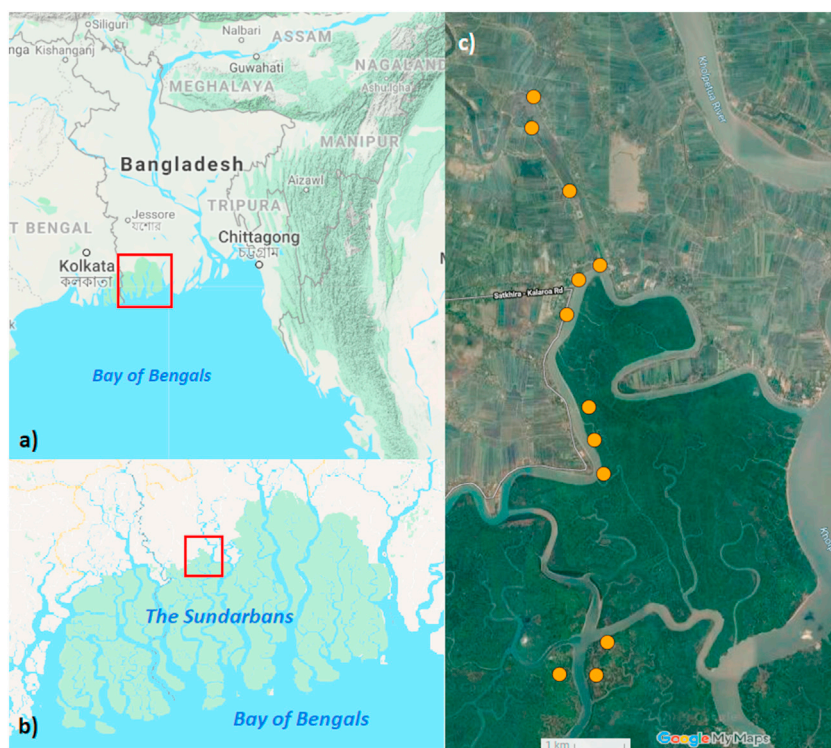 Siliguri
Nalbari
ASSAM
nga Kishanganj
Guwahati
NAGALAND
MEGHALAYA
MANIPUR
Bangladesh
Aizawl
Jessore
যশোর
TRIPURA
T BENGAL
Chittagong
চট্টগ্রাম
Kolkata
কলকাতা
Bay of Bengals
a)
The Sundarbans
Bay of Bengals
b)
c)
Kholpetua River
Satkhira - Kalaroa Rd
1 km
Google My Maps